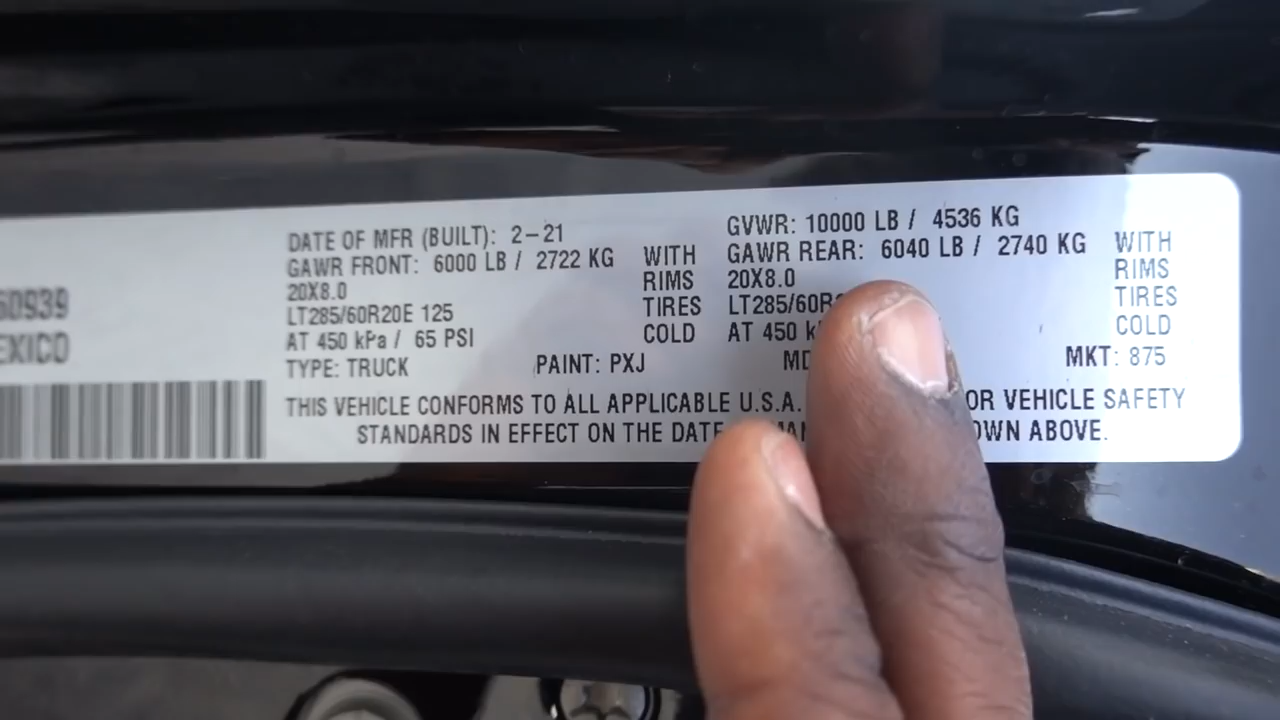 60939
EXICO
DATE OF MFR (BUILT): 2-21
GAWR FRONT: 6000 LB / 2722 KG WITH
20X8.0 RIMS
LT285/60R20E 125 TIRES
AT 450 kPa / 65 PSI COLD
GVWR: 10000 LB / 4536 KG
GAWR REAR: 6040 LB / 2740 KG WITH
20X8.0 RIMS
LT285/60R TIRES
AT 450 COLD
TYPE: TRUCK PAINT: PXJ MKT: 875
THIS VEHICLE CONFORMS TO ALL APPLICABLE U.S.A. OR VEHICLE SAFETY
STANDARDS IN EFFECT ON THE DATE ABOVE.